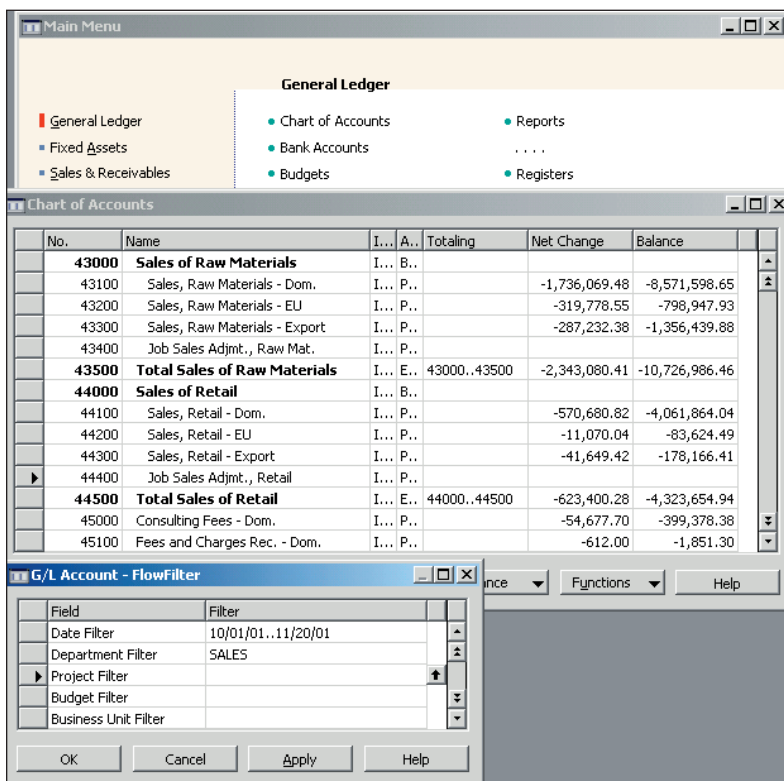 Main Menu
General Ledger
General Ledger
Chart of Accounts
Reports
Fixed Assets
Bank Accounts
. . . .
Sales & Receivables
Budgets
Registers
Chart of Accounts
No. Name I... A.. Totaling Net Change Balance
43000 Sales of Raw Materials I... B..
43100 Sales, Raw Materials - Dom. I... P.. -1,736,069.48 -8,571,598.65
43200 Sales, Raw Materials - EU I... P.. -319,778.55 -798,947.93
43300 Sales, Raw Materials - Export I... P.. -287,232.38 -1,356,439.88
43400 Job Sales Adjmt., Raw Mat. I... P..
43500 Total Sales of Raw Materials I... E.. 43000..43500 -2,343,080.41 -10,726,986.46
44000 Sales of Retail I... B..
44100 Sales, Retail - Dom. I... P.. -570,680.82 -4,061,864.04
44200 Sales, Retail - EU I... P.. -11,070.04 -83,624.49
44300 Sales, Retail - Export I... P.. -41,649.42 -178,166.41
44400 Job Sales Adjmt., Retail I... P..
44500 Total Sales of Retail I... E.. 44000..44500 -623,400.28 -4,323,654.94
45000 Consulting Fees - Dom. I... P.. -54,677.70 -399,378.38
45100 Fees and Charges Rec. - Dom. I... P.. -612.00 -1,851.30
nce Functions Help
G/L Account - FlowFilter
Field Filter
Date Filter 10/01/01..11/20/01
Department Filter SALES
Project Filter
Budget Filter
Business Unit Filter
OK Cancel Apply Help